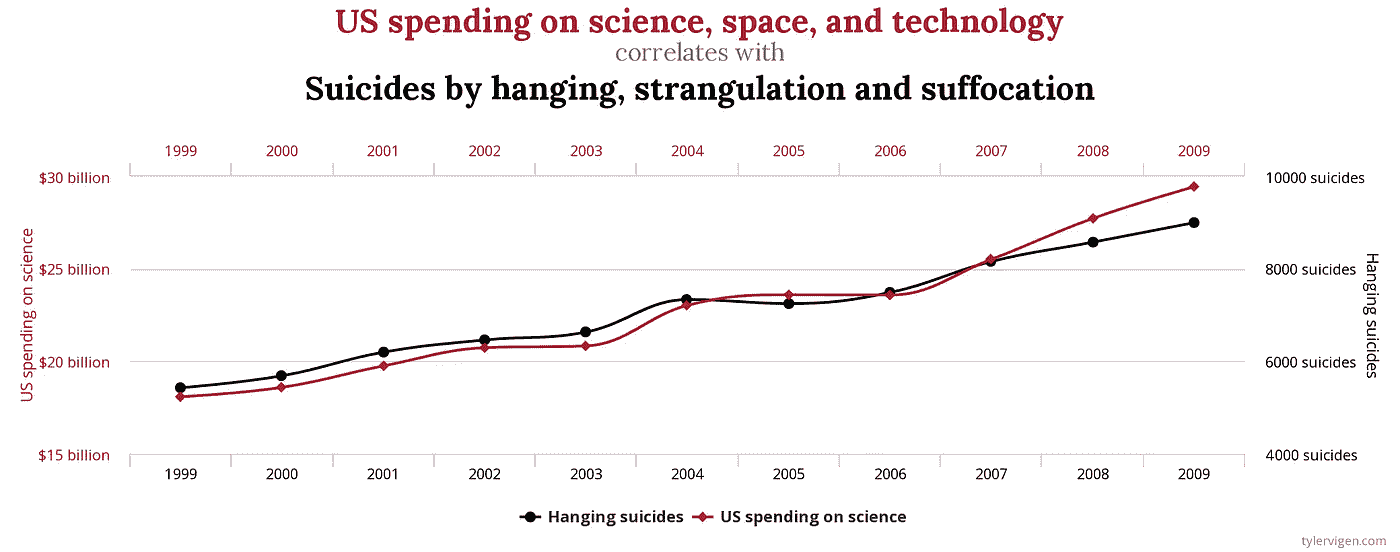 US spending on science, space, and technology
correlates with
Suicides by hanging, strangulation and suffocation
1999 2000 2001 2002 2003 2004 2005 2006 2007 2008 2009
$30 billion 10000 suicides
$25 billion 8000 suicides
$20 billion 6000 suicides
$15 billion 4000 suicides
US spending on science
Hanging suicides
1999 2000 2001 2002 2003 2004 2005 2006 2007 2008 2009
Hanging suicides US spending on science
tylervigen.com